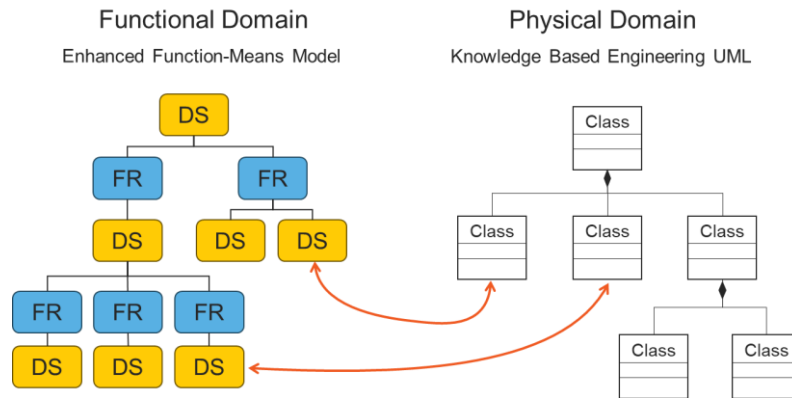 Functional Domain
Physical Domain
Enhanced Function-Means Model
Knowledge Based Engineering UML
DS
Class
FR
FR
DS
DS
DS
Class
Class
Class
FR
FR
FR
DS
DS
DS
Class
Class